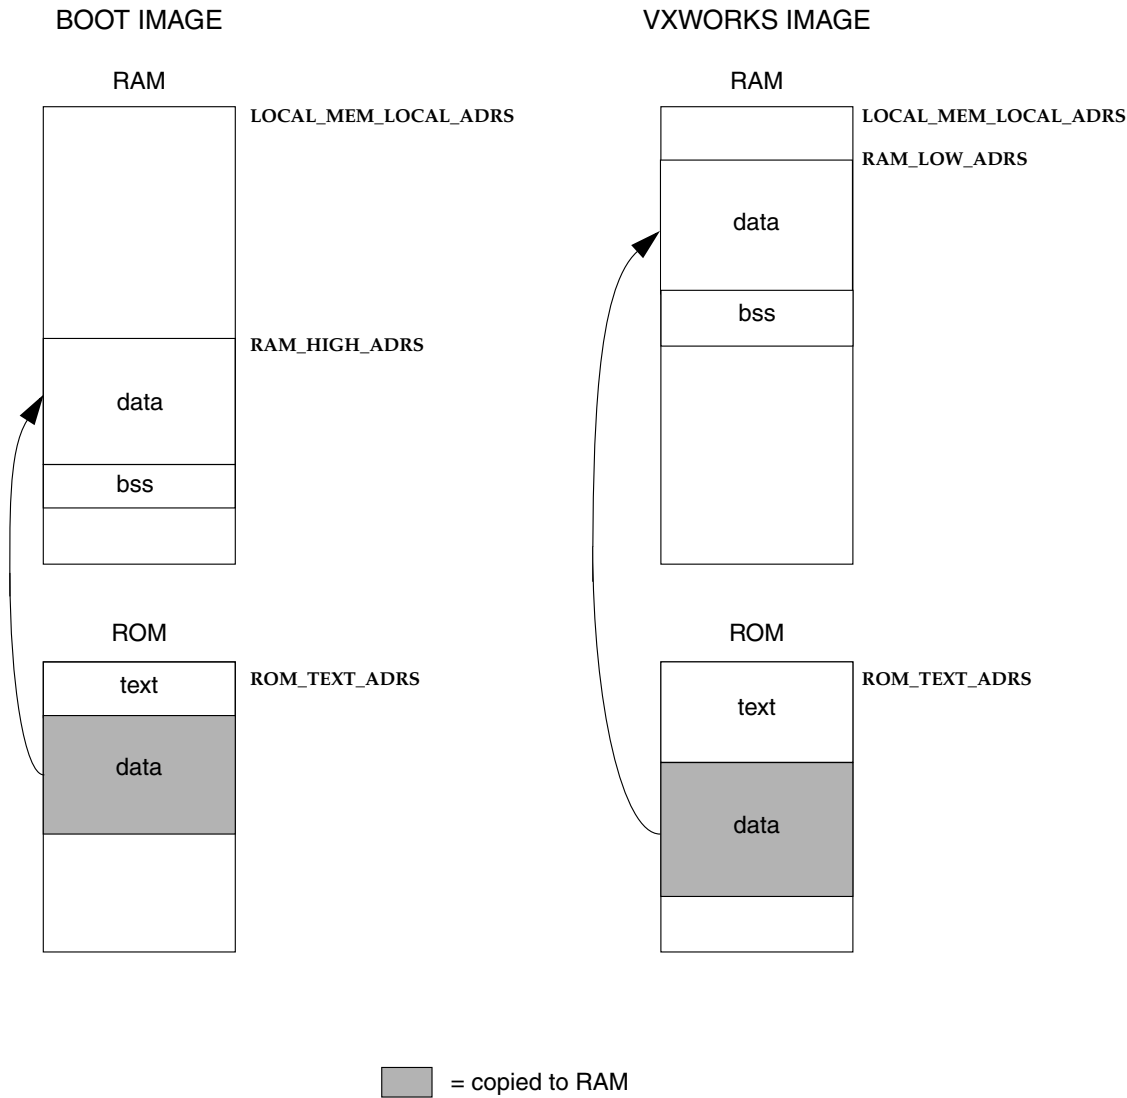 BOOT IMAGE
RAM
LOCAL_MEM_LOCAL_ADRS
RAM_HIGH_ADRS
data
bss
ROM
ROM_TEXT_ADRS
text
data
VXWORKS IMAGE
RAM
LOCAL_MEM_LOCAL_ADRS
RAM_LOW_ADRS
data
bss
ROM
ROM_TEXT_ADRS
text
data
= copied to RAM